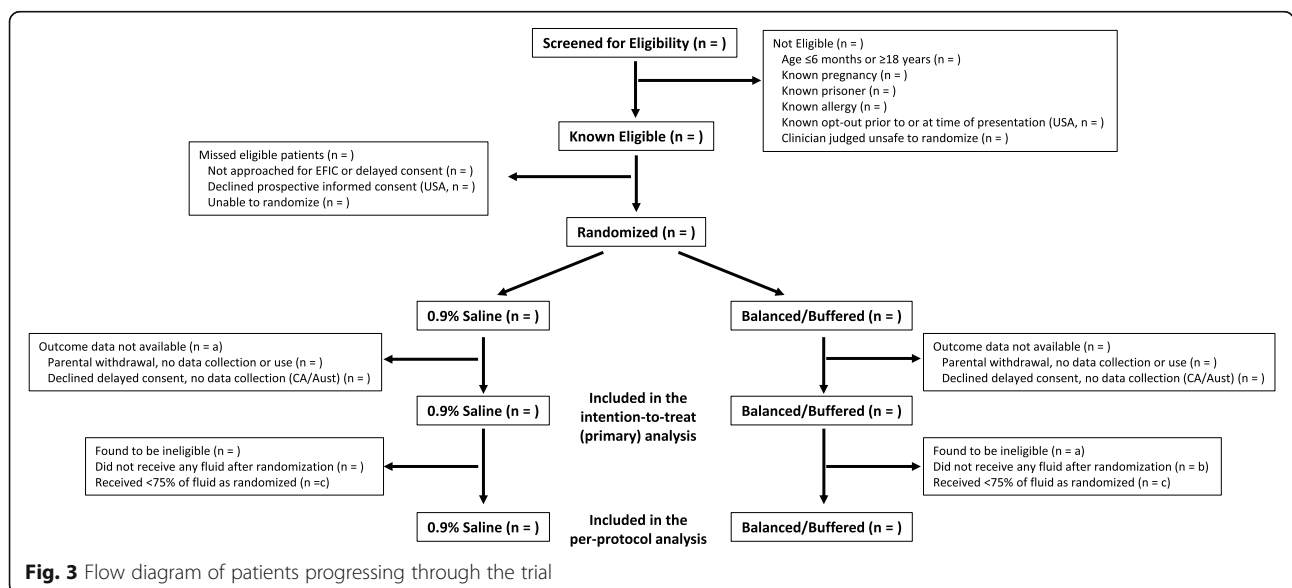 Screened for Eligibility (n = )
Not Eligible (n = )
Age ≤6 months or ≥18 years (n = )
Known pregnancy (n = )
Known prisoner (n = )
Known allergy (n = )
Known opt-out prior to or at time of presentation (USA, n = )
Clinician judged unsafe to randomize (n = )
Known Eligible (n = )
Missed eligible patients (n = )
Not approached for EFIC or delayed consent (n = )
Declined prospective informed consent (USA, n = )
Unable to randomize (n = )
Randomized (n = )
0.9% Saline (n = )
Balanced/Buffered (n = )
Outcome data not available (n = a)
Parental withdrawal, no data collection or use (n = )
Declined delayed consent, no data collection (CA/Aust) (n = )
Outcome data not available (n = )
Parental withdrawal, no data collection or use (n = )
Declined delayed consent, no data collection (CA/Aust) (n = )
0.9% Saline (n = )
Included in the
intention-to-treat
(primary) analysis
Balanced/Buffered (n = )
Found to be ineligible (n = )
Did not receive any fluid after randomization (n = )
Received <75% of fluid as randomized (n =c)
Found to be ineligible (n = a)
Did not receive any fluid after randomization (n = b)
Received <75% of fluid as randomized (n = c)
0.9% Saline (n = )
Included in the
per-protocol analysis
Balanced/Buffered (n = )
Fig. 3 Flow diagram of patients progressing through the trial